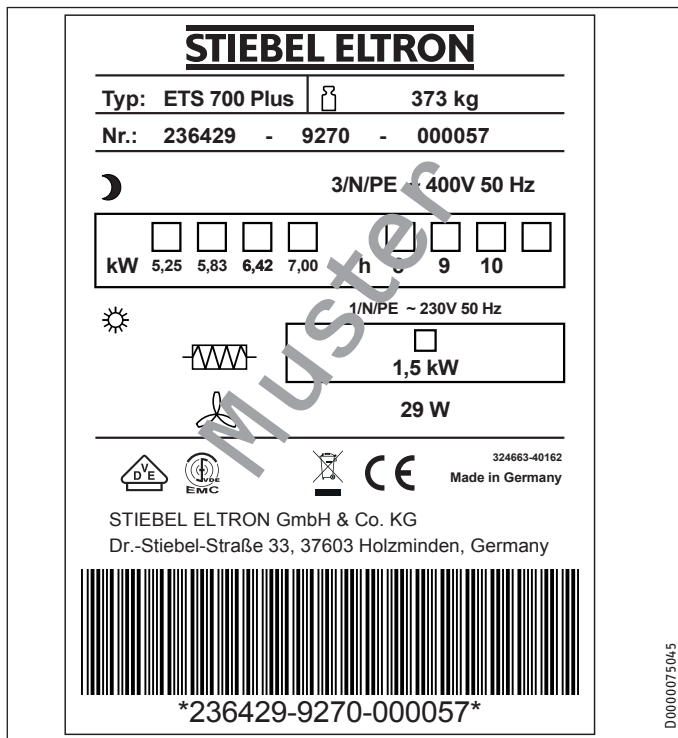 STIEBEL ELTRON
Typ: ETS 700 Plus 373 kg
Nr.: 236429 - 9270 - 000057
3/N/PE ~ 400V 50 Hz
kW 5,25 5,83 6,42 7,00 h 8 9 10
1/N/PE ~ 230V 50 Hz
1,5 kW
29 W
Muster
DVE
VDE
EMC
CE
324663-40162
Made in Germany
STIEBEL ELTRON GmbH & Co. KG
Dr.-Stiebel-Straße 33, 37603 Holzminden, Germany
*236429-9270-000057*
D0000075045